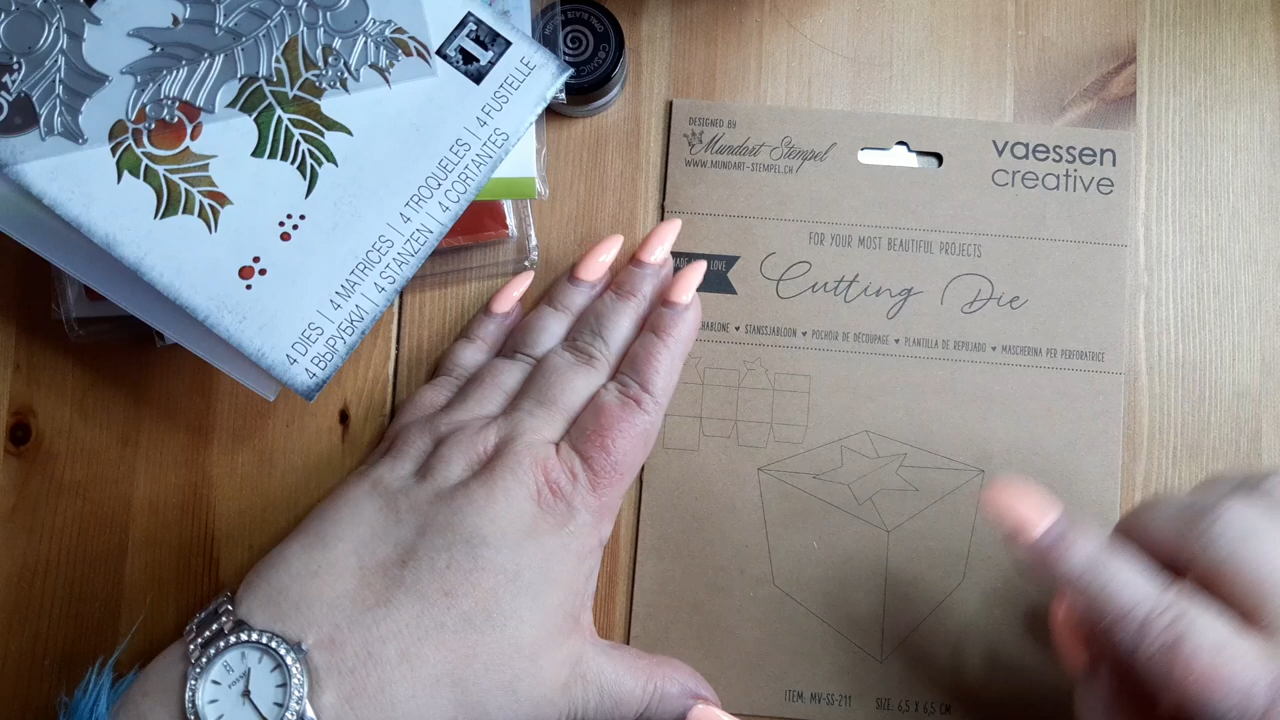 4 DIES | 4 MATRICES | 4 TROQUELES | 4 FUSTELLE
4 ВЫРУБКИ | 4 STANZEN | 4 CORTANTES
DESIGNED BY
Mundart Stempel
WWW.MUNDART-STEMPEL.CH
vaessen
creative
FOR YOUR MOST BEAUTIFUL PROJECTS
LOVE
Cutting Die
♥ STANSSJABLOON ♥ POCHOIR DE DÉCOUPAGE ♥ PLANTILLA DE REPUJADO ♥ MASCHERINA PER PERFORATRICE
ITEM: MV-SS-211 SIZE: 6,5 X 6,5 CM
FOSSIL